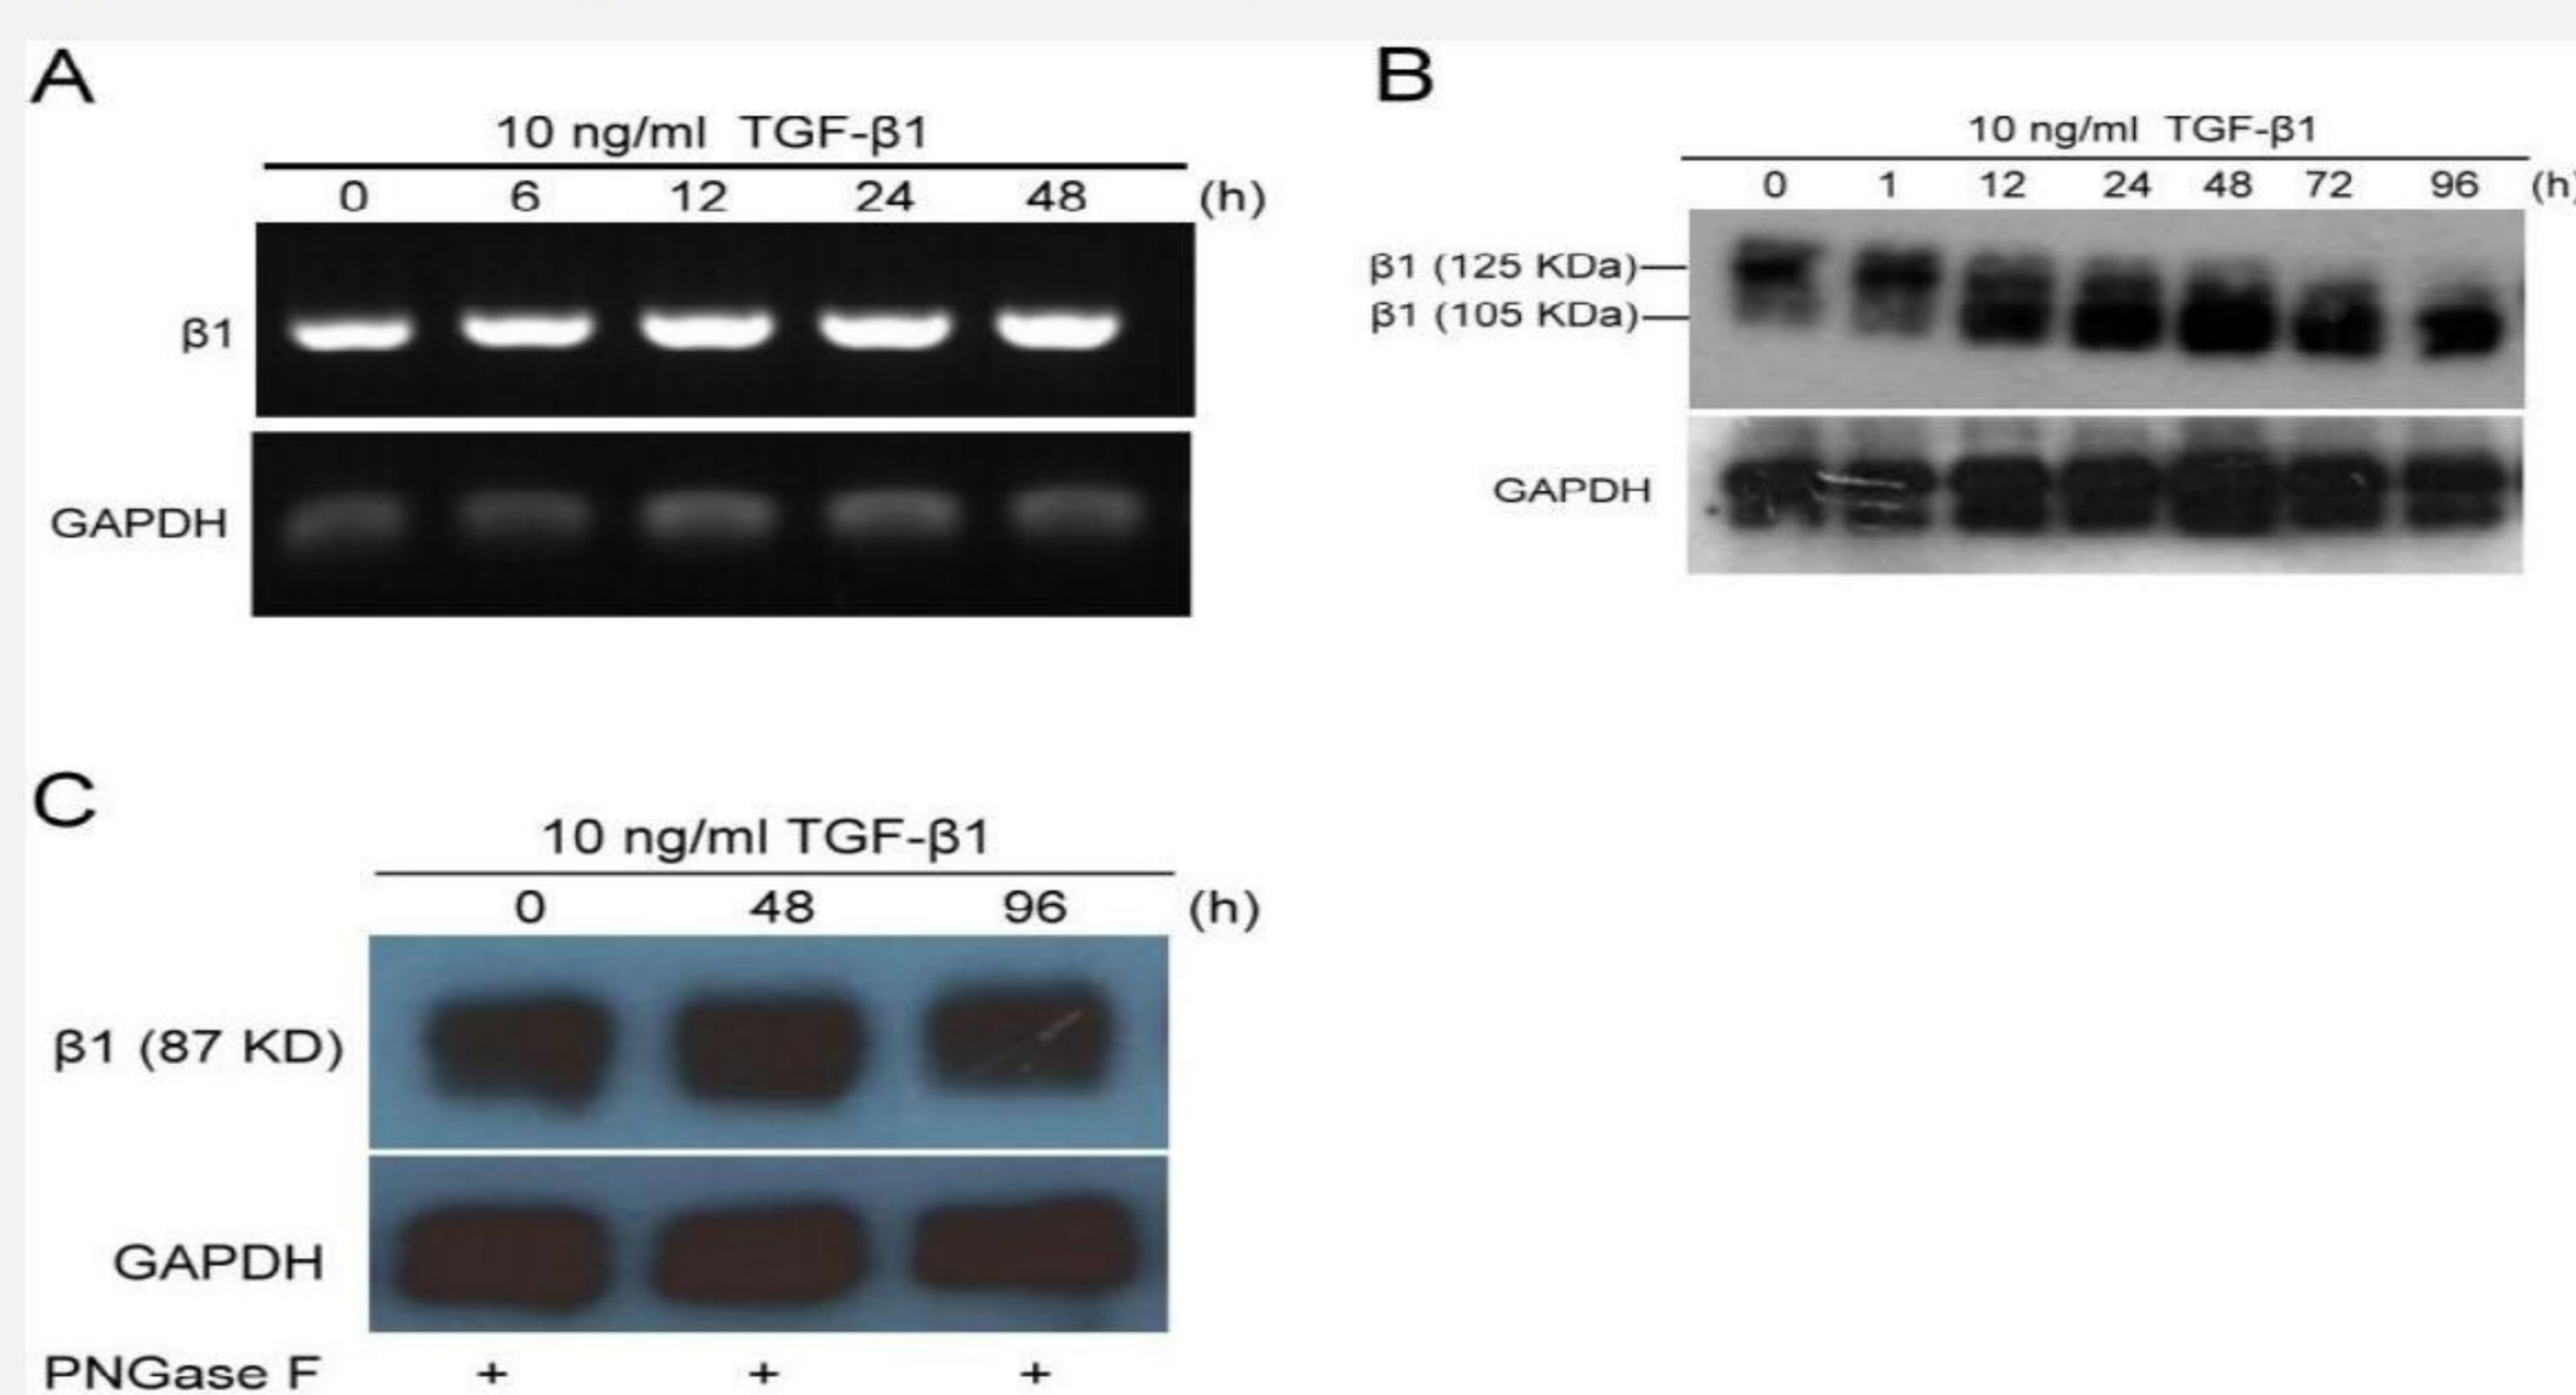 A
10 ng/ml TGF-β1
0 6 12 24 48 (h)
β1
GAPDH
B
10 ng/ml TGF-β1
0 1 12 24 48 72 96 (h)
β1 (125 KDa)
β1 (105 KDa)
GAPDH
C
10 ng/ml TGF-β1
0 48 96 (h)
β1 (87 KD)
GAPDH
PNGase F + + +